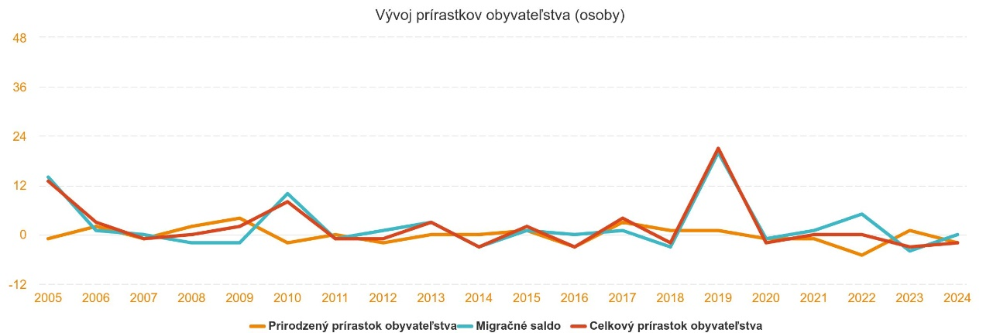 Vývoj prírastkov obyvateľstva (osoby)
48
36
24
12
0
-12
2005 2006 2007 2008 2009 2010 2011 2012 2013 2014 2015 2016 2017 2018 2019 2020 2021 2022 2023 2024
Prirodzený prírastok obyvateľstva Migračné saldo Celkový prírastok obyvateľstva